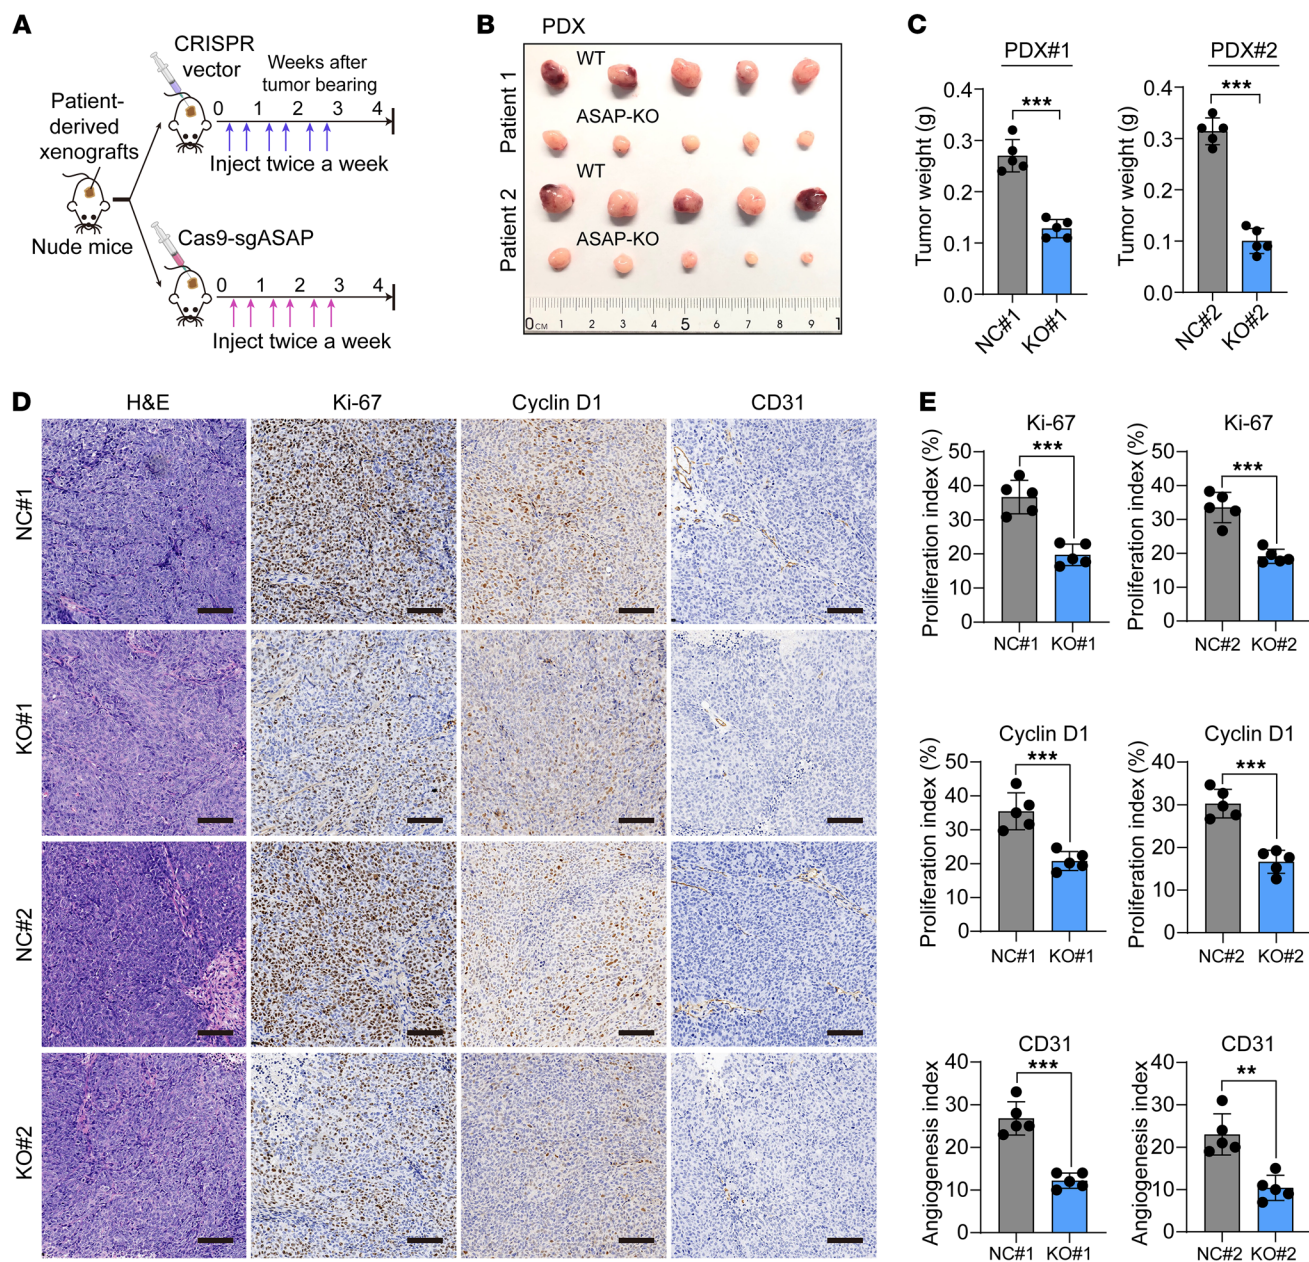 A
CRISPR
vector
Weeks after
tumor bearing
0 1 2 3 4
Inject twice a week
Patient-
derived
xenografts
Nude mice
Cas9-sgASAP
0 1 2 3 4
Inject twice a week
B
PDX
Patient 1
WT
ASAP-KO
Patient 2
WT
ASAP-KO
0 CM 1 2 3 4 5 6 7 8 9 1
C
PDX#1
Tumor weight (g)
0.4
0.3
0.2
0.1
0.0
***
NC#1 KO#1
PDX#2
Tumor weight (g)
0.4
0.3
0.2
0.1
0.0
***
NC#2 KO#2
D
H&E Ki-67 Cyclin D1 CD31
NC#1
KO#1
NC#2
KO#2
E
Ki-67
Proliferation index (%)
50
40
30
20
10
0
***
NC#1 KO#1
Ki-67
Proliferation index (%)
50
40
30
20
10
0
***
NC#2 KO#2
Cyclin D1
Proliferation index (%)
50
40
30
20
10
0
***
NC#1 KO#1
Cyclin D1
Proliferation index (%)
40
30
20
10
0
***
NC#2 KO#2
CD31
Angiogenesis index
40
30
20
10
0
***
NC#1 KO#1
CD31
Angiogenesis index
40
30
20
10
0
**
NC#2 KO#2